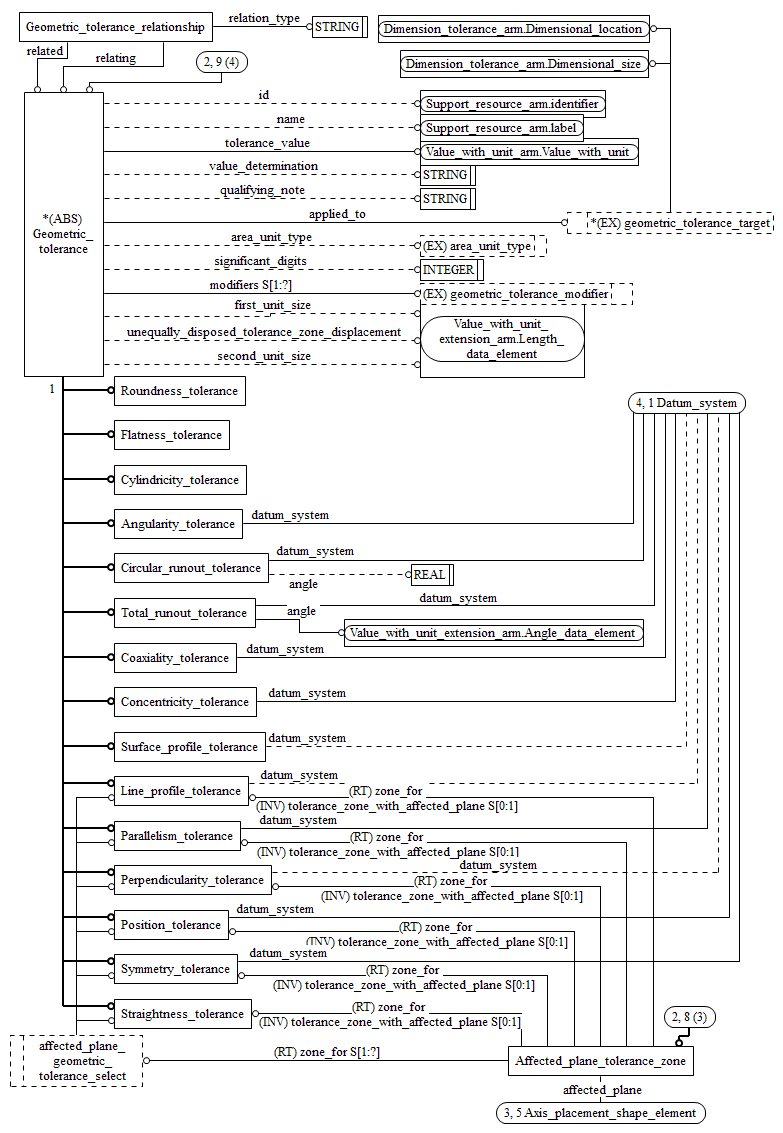 Geometric_tolerance_relationship
relation_type
STRING
Dimension_tolerance_arm.Dimensional_location
related
relating
2, 9 (4)
Dimension_tolerance_arm.Dimensional_size
id
Support_resource_arm.identifier
name
Support_resource_arm.label
tolerance_value
Value_with_unit_arm.Value_with_unit
value_determination
STRING
qualifying_note
STRING
*(ABS)
Geometric_
tolerance
applied_to
*(EX) geometric_tolerance_target
area_unit_type
(EX) area_unit_type
significant_digits
INTEGER
modifiers S[1:?]
(EX) geometric_tolerance_modifier
first_unit_size
unequally_disposed_tolerance_zone_displacement
Value_with_unit_
extension_arm.Length_
data_element
second_unit_size
1
Roundness_tolerance
4, 1 Datum_system
Flatness_tolerance
Cylindricity_tolerance
Angularity_tolerance
datum_system
Circular_runout_tolerance
datum_system
angle
REAL
Total_runout_tolerance
datum_system
angle
Value_with_unit_extension_arm.Angle_data_element
Coaxiality_tolerance
datum_system
Concentricity_tolerance
datum_system
Surface_profile_tolerance
datum_system
Line_profile_tolerance
datum_system
(RT) zone_for
(INV) tolerance_zone_with_affected_plane S[0:1]
Parallelism_tolerance
datum_system
(RT) zone_for
(INV) tolerance_zone_with_affected_plane S[0:1]
Perpendicularity_tolerance
datum_system
(RT) zone_for
(INV) tolerance_zone_with_affected_plane S[0:1]
Position_tolerance
datum_system
(RT) zone_for
(INV) tolerance_zone_with_affected_plane S[0:1]
Symmetry_tolerance
datum_system
(RT) zone_for
(INV) tolerance_zone_with_affected_plane S[0:1]
Straightness_tolerance
(RT) zone_for
(INV) tolerance_zone_with_affected_plane S[0:1]
2, 8 (3)
affected_plane_
geometric_
tolerance_select
(RT) zone_for S[1:?]
Affected_plane_tolerance_zone
affected_plane
3, 5 Axis_placement_shape_element